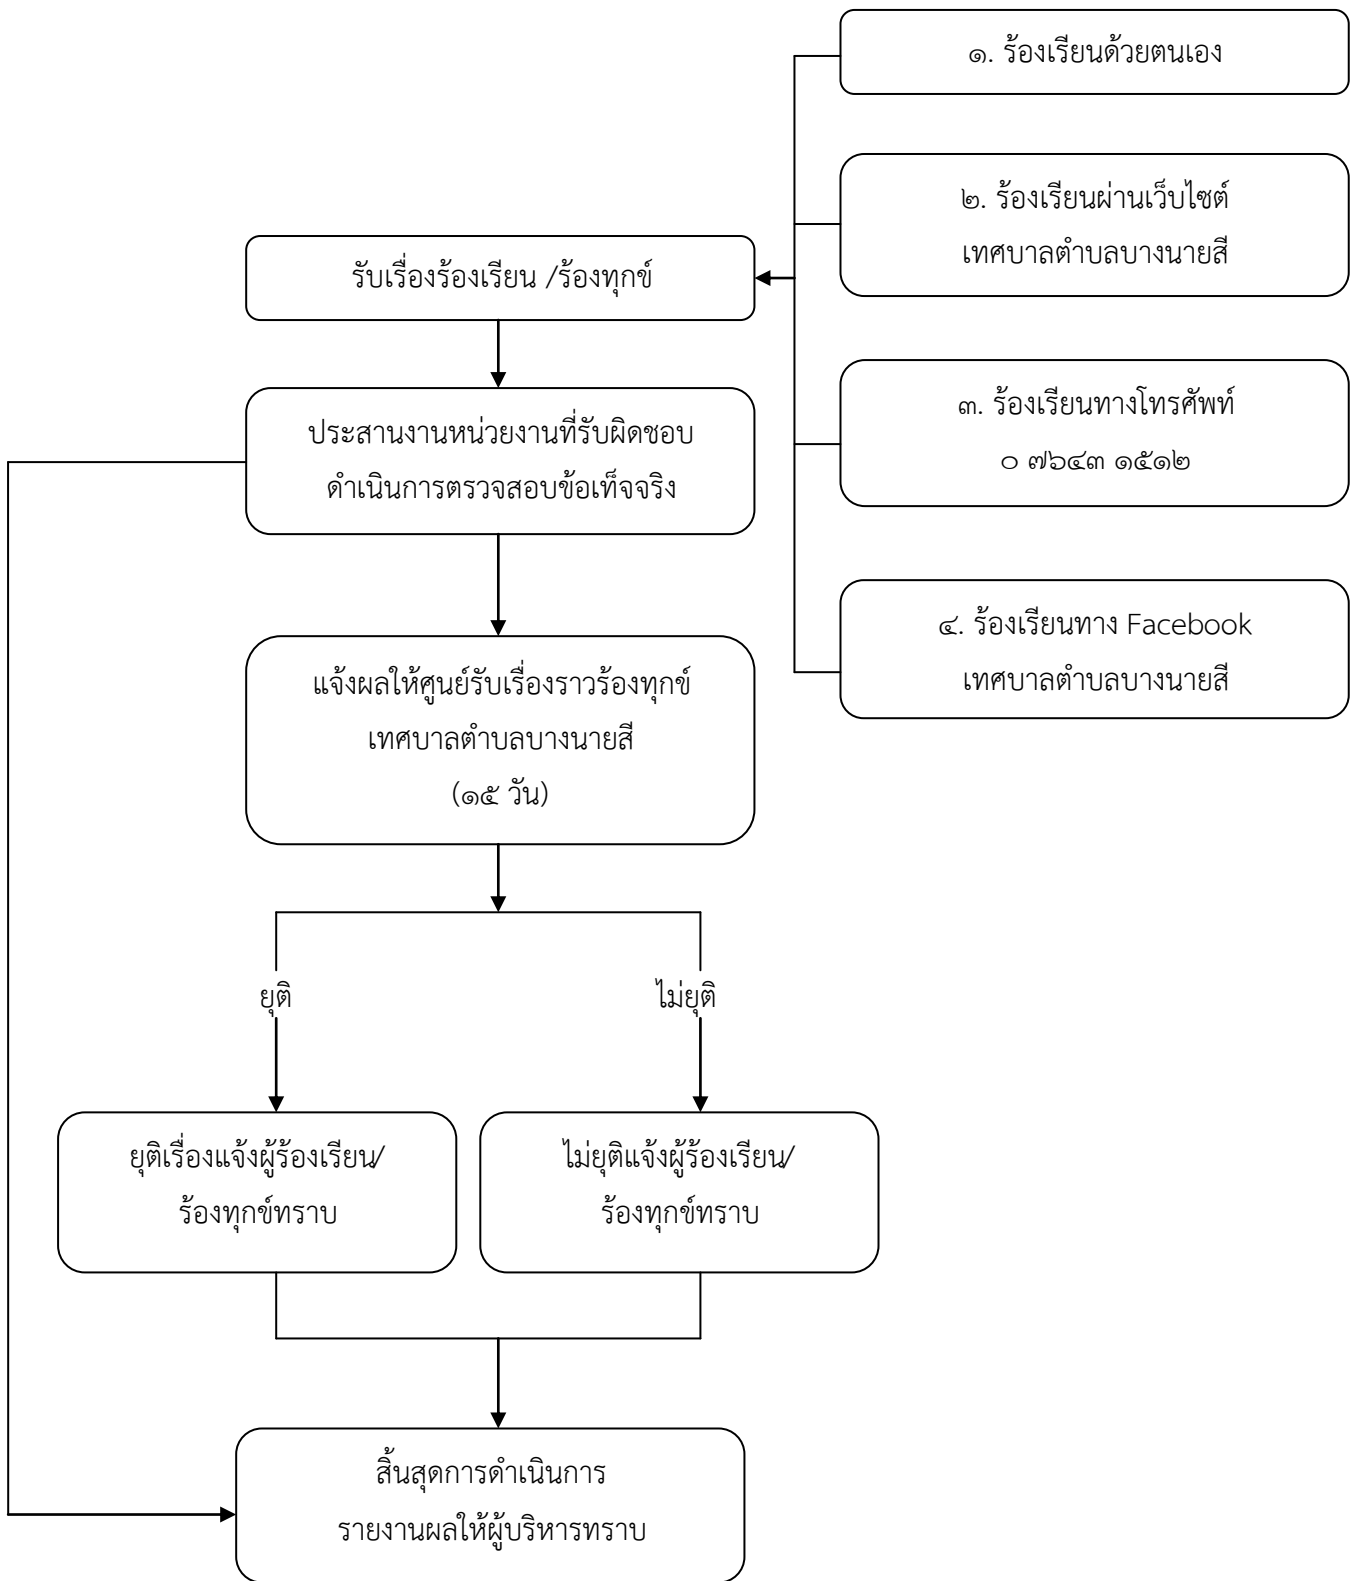 ๑. ร้องเรียนด้วยตนเอง
๒. ร้องเรียนผ่านเว็บไซต์
เทศบาลตำบลบางนายสี
รับเรื่องร้องเรียน /ร้องทุกข์
๓. ร้องเรียนทางโทรศัพท์
๐ ๗๖๔๓ ๑๕๑๒
ประสานงานหน่วยงานที่รับผิดชอบ
ดำเนินการตรวจสอบข้อเท็จจริง
๔. ร้องเรียนทาง Facebook
เทศบาลตำบลบางนายสี
แจ้งผลให้ศูนย์รับเรื่องราวร้องทุกข์
เทศบาลตำบลบางนายสี
(๑๕ วัน)
ยุติ
ไม่ยุติ
ยุติเรื่องแจ้งผู้ร้องเรียน/
ร้องทุกข์ทราบ
ไม่ยุติแจ้งผู้ร้องเรียน/
ร้องทุกข์ทราบ
สิ้นสุดการดำเนินการ
รายงานผลให้ผู้บริหารทราบ